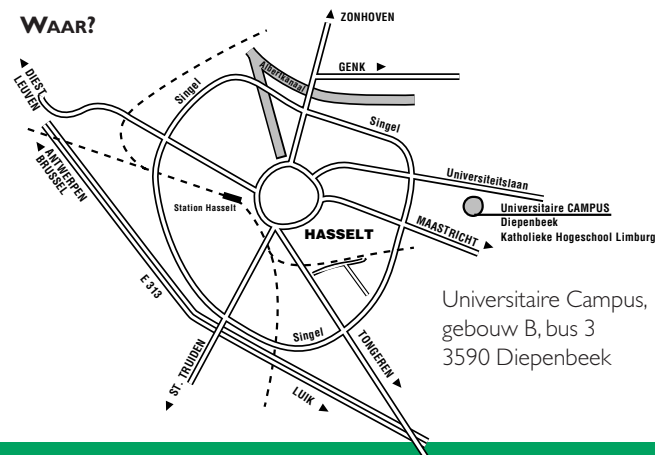 WAAR?
ZONHOVEN
GENK
Albertkanaal
Singel
DIEST
LEUVEN
Singel
ANTWERPEN
BRUSSEL
Universiteitslaan
Station Hasselt
Universitaire CAMPUS
Diepenbeek
Katholieke Hogeschool Limburg
HASSELT
MAASTRICHT
E 313
Universitaire Campus,
gebouw B, bus 3
3590 Diepenbeek
Singel
TONGEREN
ST. TRUIDEN
LUIK